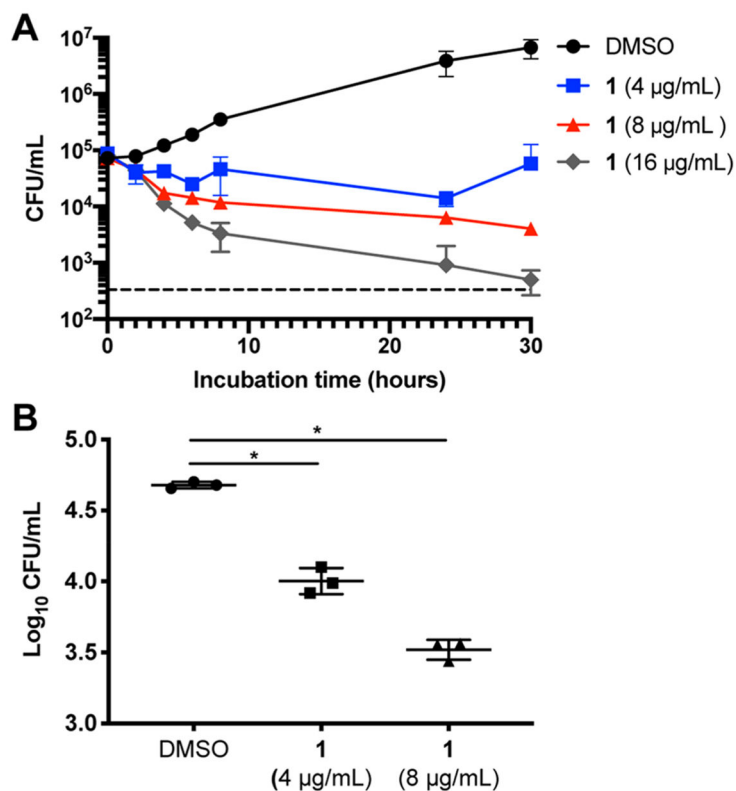 A
10⁷
10⁶
10⁵
10⁴
10³
10²
CFU/mL
0 10 20 30
Incubation time (hours)
DMSO
1 (4 µg/mL)
1 (8 µg/mL )
1 (16 µg/mL)
B
5.0
4.5
4.0
3.5
3.0
Log₁₀ CFU/mL
*
*
DMSO 1 1
(4 µg/mL) (8 µg/mL)